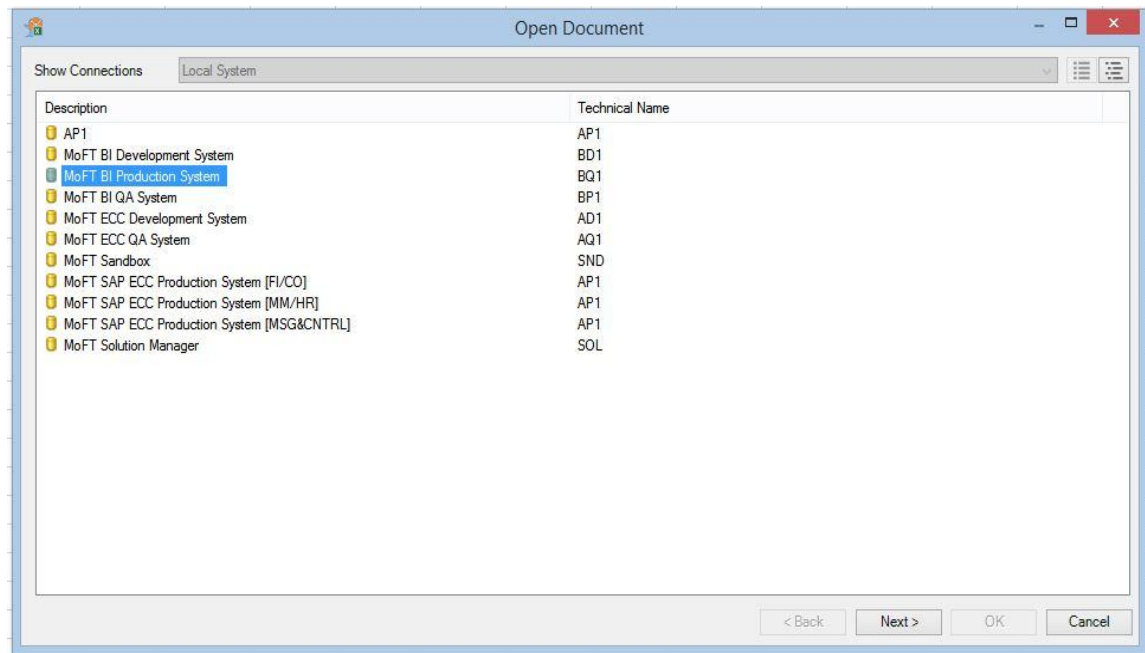 Open Document
Show Connections Local System
Description Technical Name
AP1 AP1
MoFT BI Development System BD1
MoFT BI Production System BQ1
MoFT BI QA System BP1
MoFT ECC Development System AD1
MoFT ECC QA System AQ1
MoFT Sandbox SND
MoFT SAP ECC Production System [FI/CO] AP1
MoFT SAP ECC Production System [MM/HR] AP1
MoFT SAP ECC Production System [MSG&CNTRL] AP1
MoFT Solution Manager SOL
< Back Next > OK Cancel